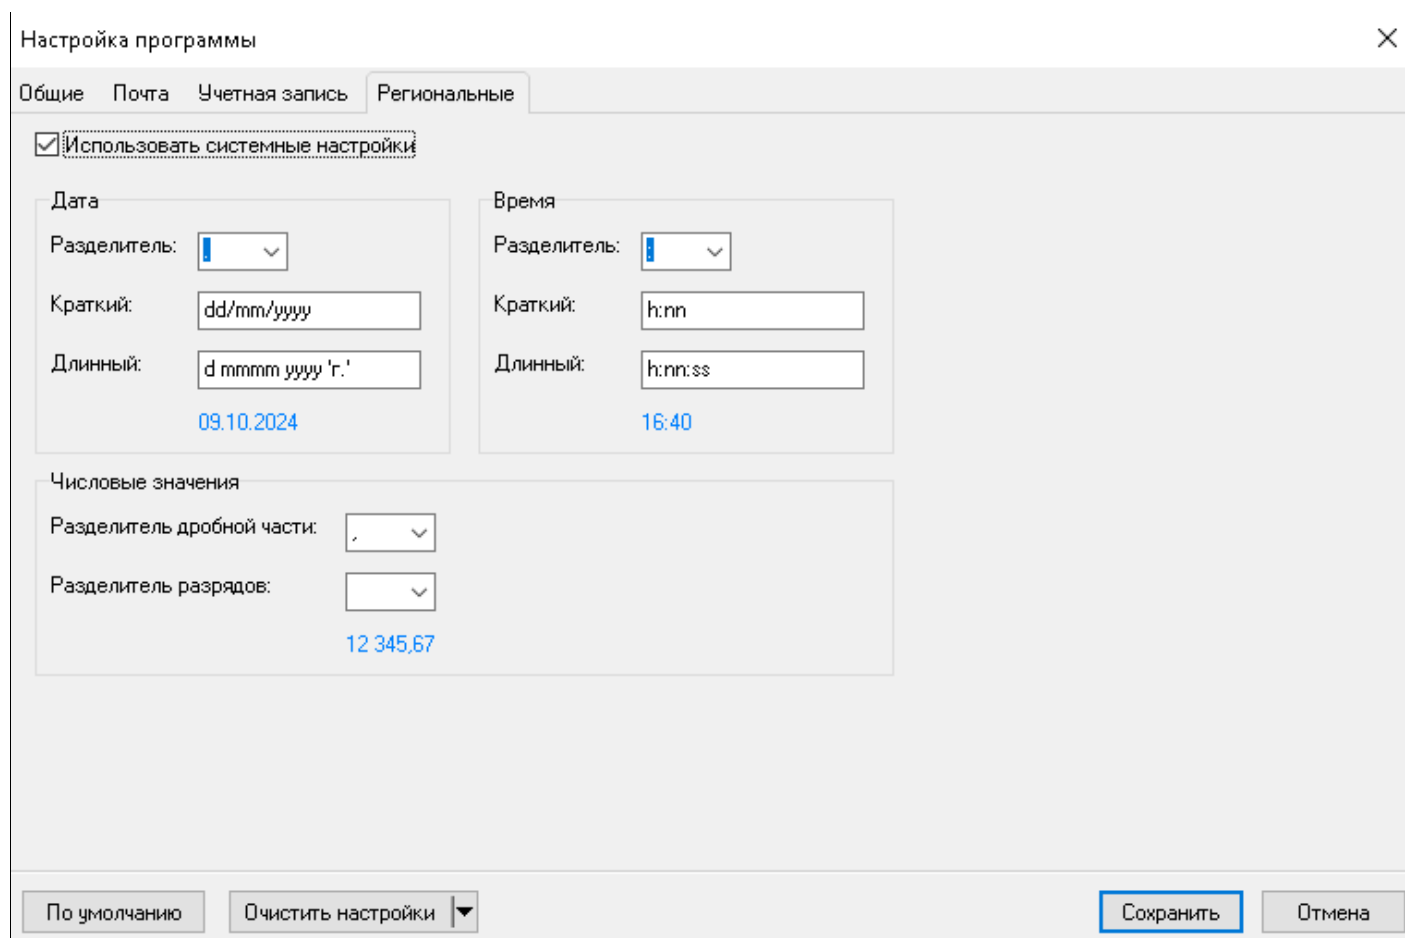 Настройка программы
Общие Почта Учетная запись Региональные
Использовать системные настройки
Дата
Разделитель: .
Краткий: dd/mm/yyyy
Длинный: d mmmm yyyy 'г.'
09.10.2024
Время
Разделитель: :
Краткий: h:nn
Длинный: h:nn:ss
16:40
Числовые значения
Разделитель дробной части: ,
Разделитель разрядов:
12 345,67
По умолчанию Очистить настройки Сохранить Отмена